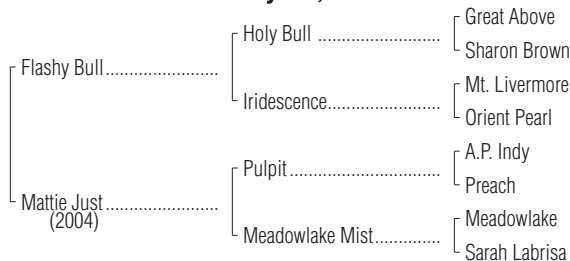 Great Above
Holy Bull ..............................
Sharon Brown
Flashy Bull.......................
Mt. Livermore
Iridescence............................
Orient Pearl
A.P. Indy
Pulpit....................................
Preach
Mattie Just.......................
(2004)
Meadowlake
Meadowlake Mist...............
Sarah Labrisa